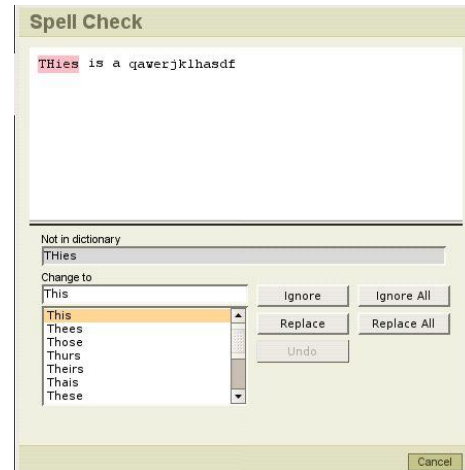 Spell Check
THies is a qawerjklhasdf
Not in dictionary
THies
Change to
This
Ignore Ignore All
This
Thees
Replace Replace All
Those
Thurs
Undo
Theirs
Thais
These
Cancel